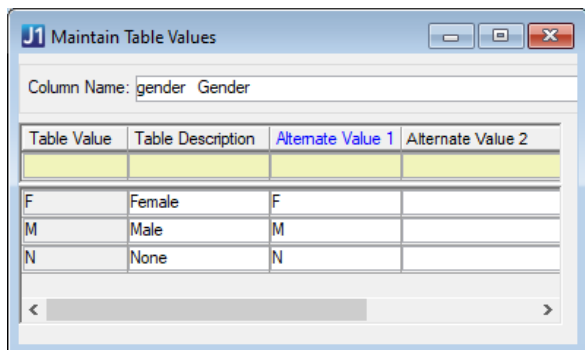 J1 Maintain Table Values
Column Name: gender Gender
Table Value Table Description Alternate Value 1 Alternate Value 2
F Female F
M Male M
N None N